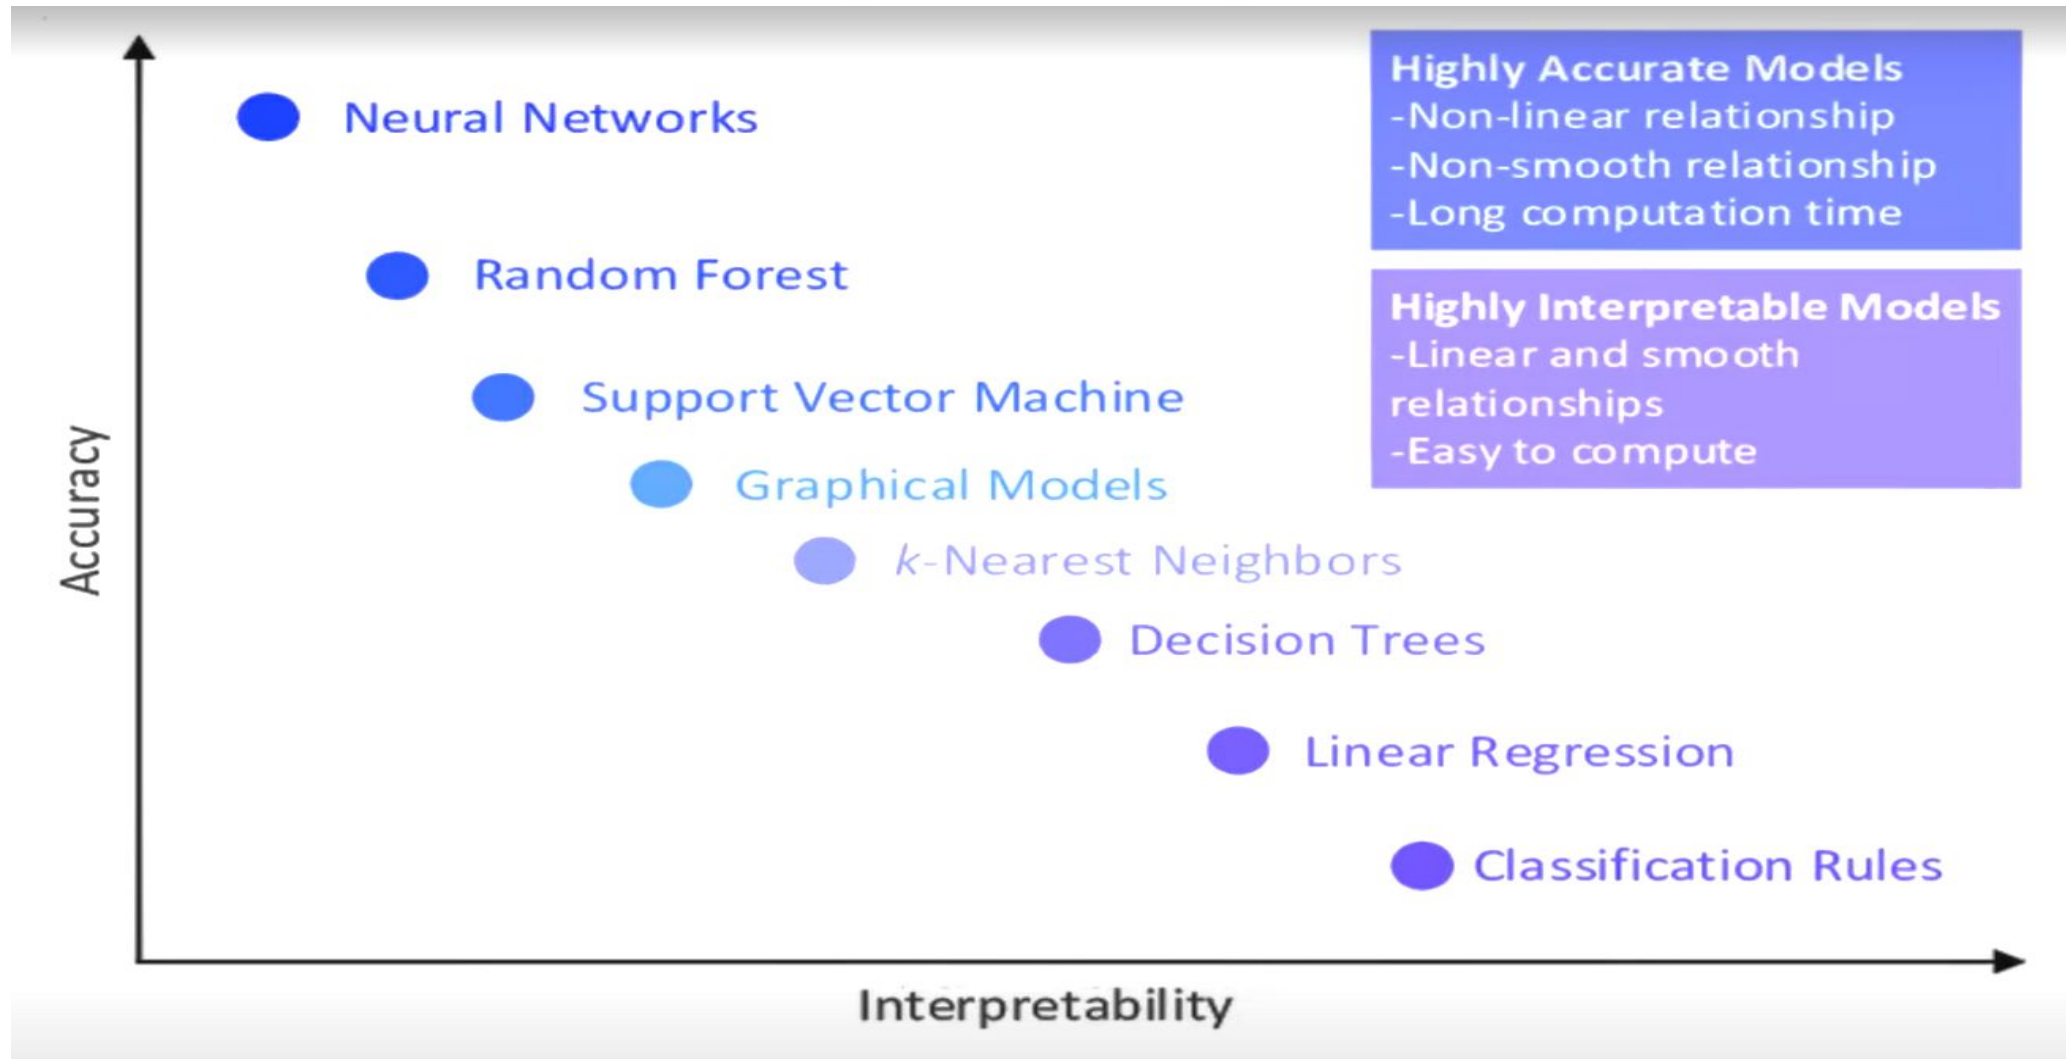 Accuracy
Neural Networks
Random Forest
Support Vector Machine
Graphical Models
k-Nearest Neighbors
Decision Trees
Linear Regression
Classification Rules
Highly Accurate Models
-Non-linear relationship
-Non-smooth relationship
-Long computation time
Highly Interpretable Models
-Linear and smooth
relationships
-Easy to compute
Interpretability